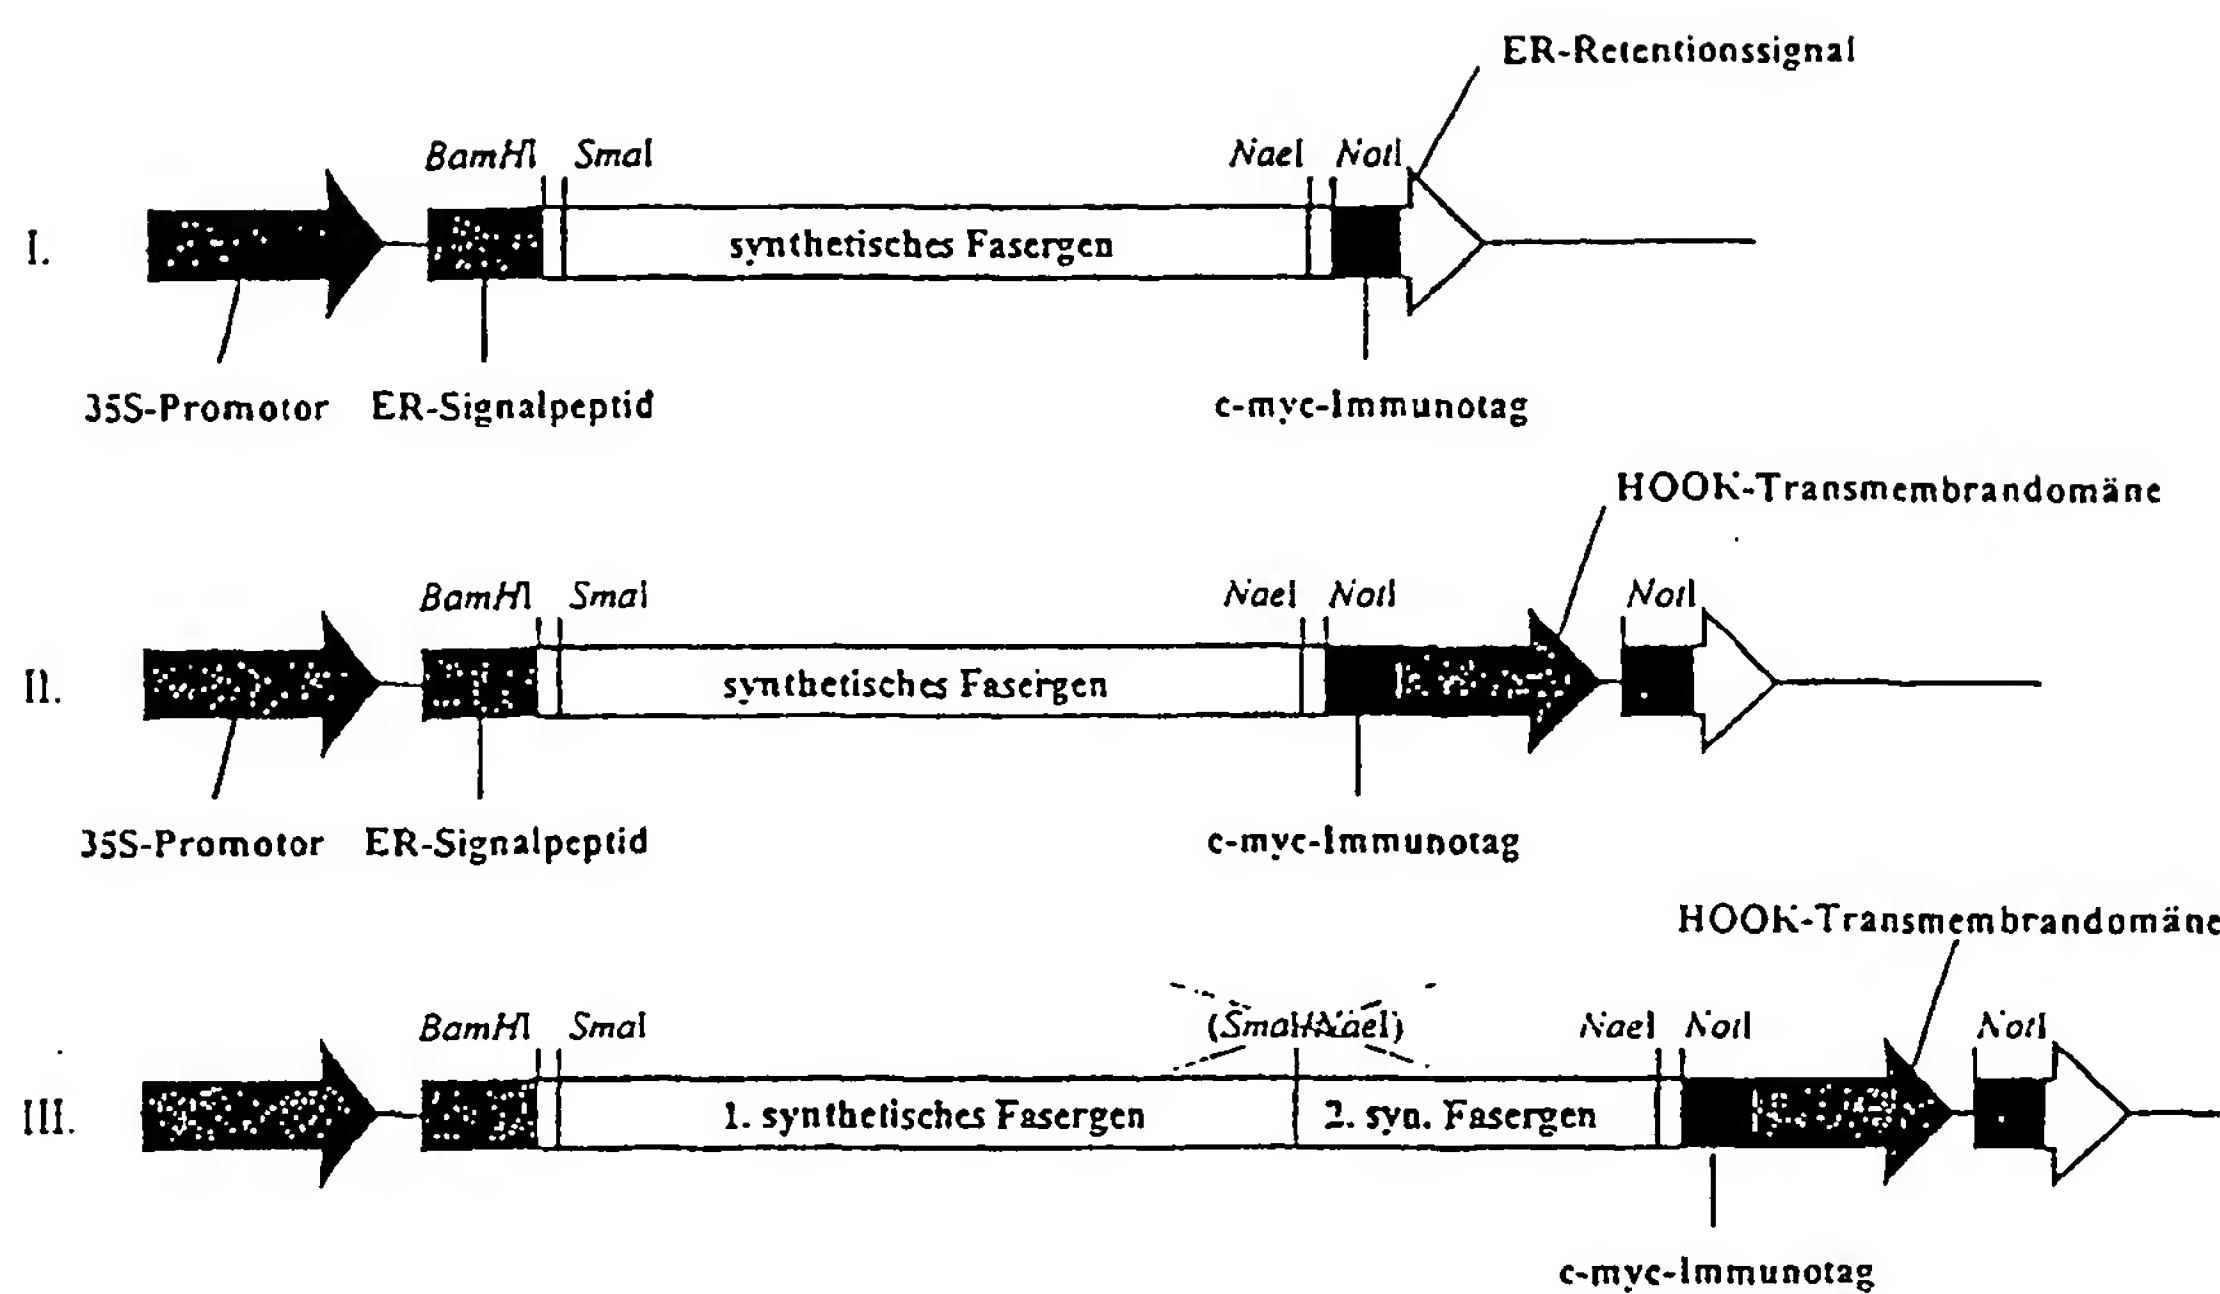 ER-Retentionssignal
BamHI SmaI NaeI NotI
I. synthetisches Fasergen
35S-Promotor ER-Signalpeptid c-myc-Immunotag
HOOK-Transmembrandomäne
BamHI SmaI NaeI NotI NotI
II. synthetisches Fasergen
35S-Promotor ER-Signalpeptid c-myc-Immunotag
HOOK-Transmembrandomäne
BamHI SmaI (SmaI/NaeI) NaeI NotI NotI
III. 1. synthetisches Fasergen 2. syn. Fasergen
c-myc-Immunotag